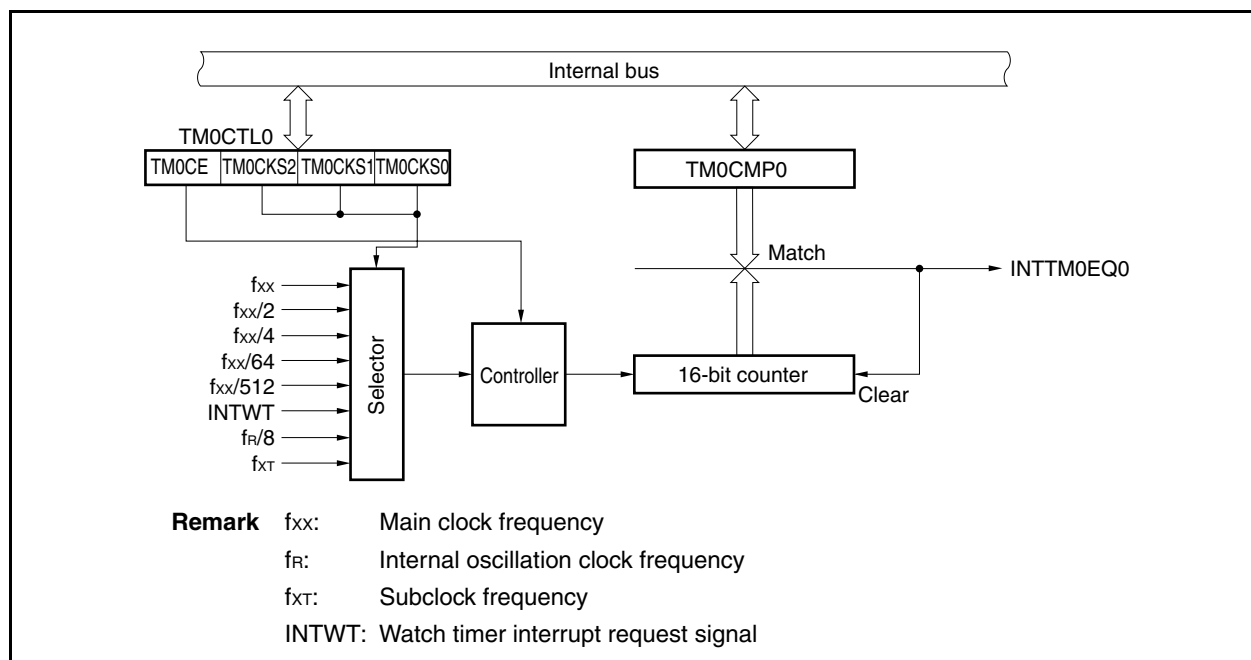 Internal bus
TM0CTL0
TM0CE TM0CKS2 TM0CKS1 TM0CKS0
TM0CMP0
Match
INTTM0EQ0
fXX
fXX/2
fXX/4
fXX/64
fXX/512
INTWT
fR/8
fXT
Selector
Controller
16-bit counter
Clear
Remark fXX: Main clock frequency
fR: Internal oscillation clock frequency
fXT: Subclock frequency
INTWT: Watch timer interrupt request signal